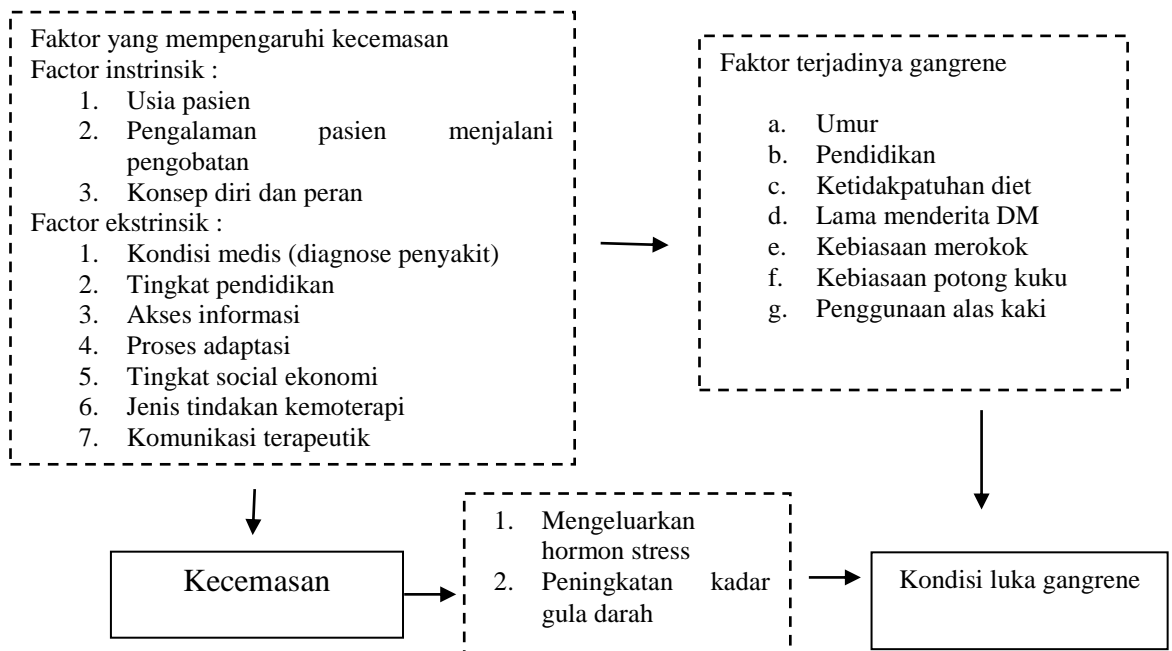 Faktor yang mempengaruhi kecemasan
Factor instrinsik :
1. Usia pasien
2. Pengalaman pasien menjalani
pengobatan
3. Konsep diri dan peran
Factor ekstrinsik :
1. Kondisi medis (diagnose penyakit)
2. Tingkat pendidikan
3. Akses informasi
4. Proses adaptasi
5. Tingkat social ekonomi
6. Jenis tindakan kemoterapi
7. Komunikasi terapeutik
Faktor terjadinya gangrene
a. Umur
b. Pendidikan
c. Ketidakpatuhan diet
d. Lama menderita DM
e. Kebiasaan merokok
f. Kebiasaan potong kuku
g. Penggunaan alas kaki
Kecemasan
1. Mengeluarkan
hormon stress
2. Peningkatan kadar
gula darah
Kondisi luka gangrene